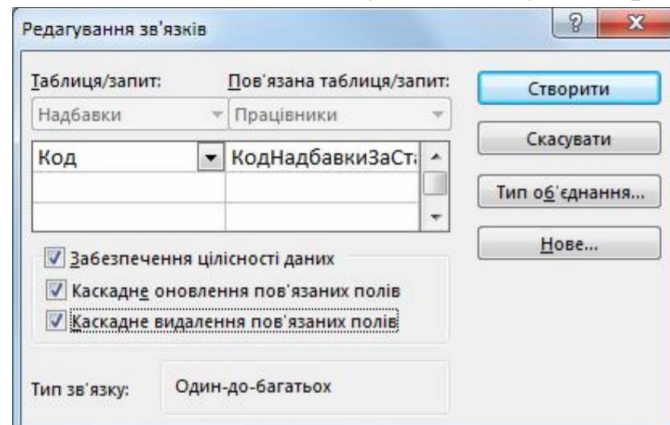 Редагування зв'язків
Таблиця/запит: Пов'язана таблиця/запит:
Надбавки Працівники
Код КодНадбавкиЗаСт
Забезпечення цілісності даних
Каскадне оновлення пов'язаних полів
Каскадне видалення пов'язаних полів
Тип зв'язку: Один-до-багатьох
Створити
Скасувати
Тип об'єднання...
Нове...